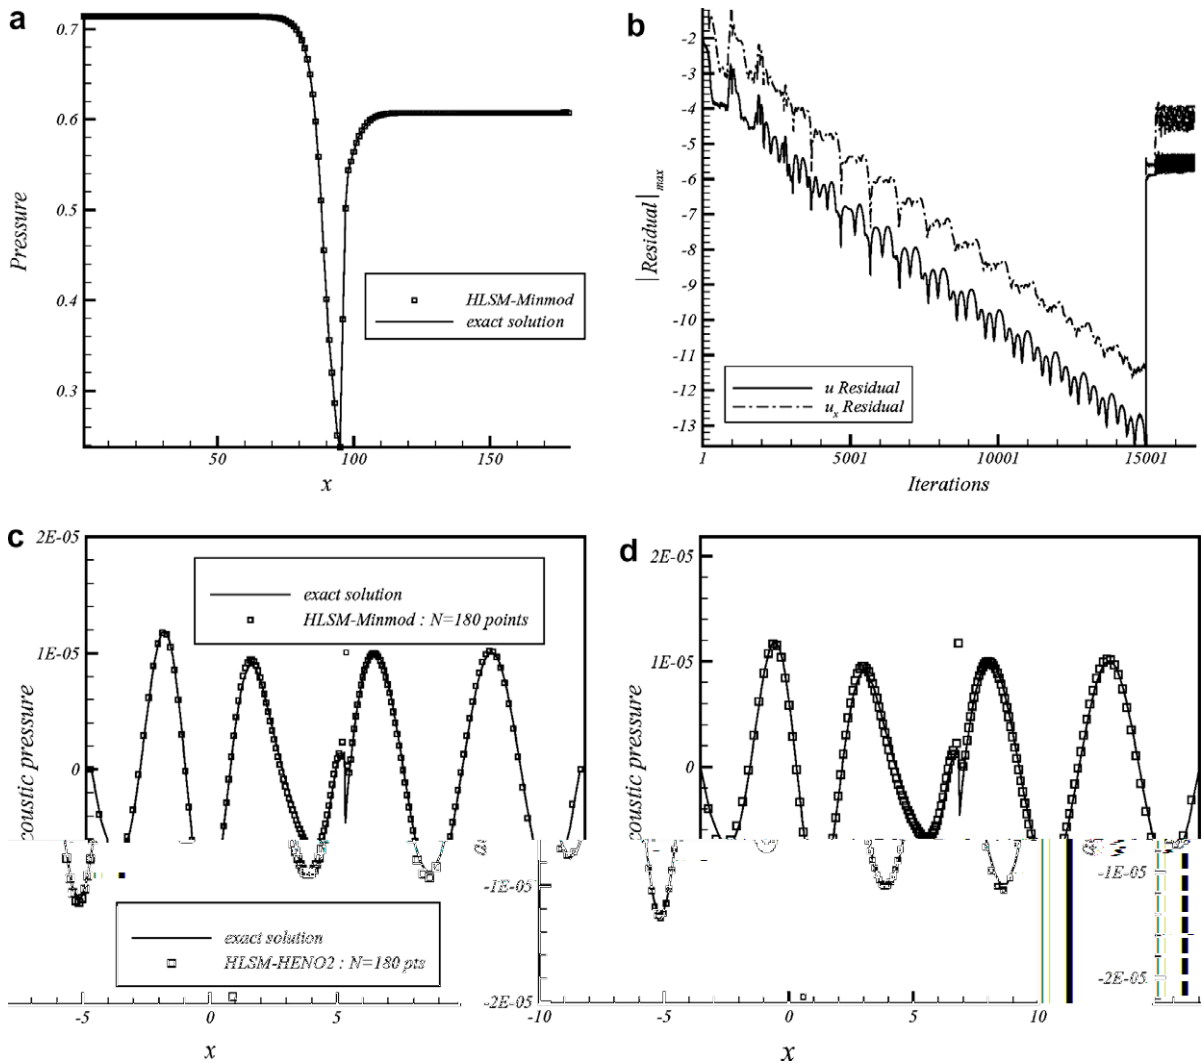 a
0.7
0.6
0.5
0.4
0.3
Pressure
HLSM-Minmod
exact solution
50
100
150
x
b
-2
-3
-4
-5
-6
-7
-8
-9
-10
-11
-12
-13
|Residual| max
u Residual
u_x Residual
1
5001
10001
15001
Iterations
c
2E-05
1E-05
0
coustic pressure
exact solution
HLSM-Minmod : N=180 points
exact solution
HLSM-HENO2 : N=180 pts
-5
0
5
x
d
2E-05
1E-05
0
coustic pressure
a
-1E-05
-2E-05
-1E-05
-2E-05
-10
-5
0
5
10
x